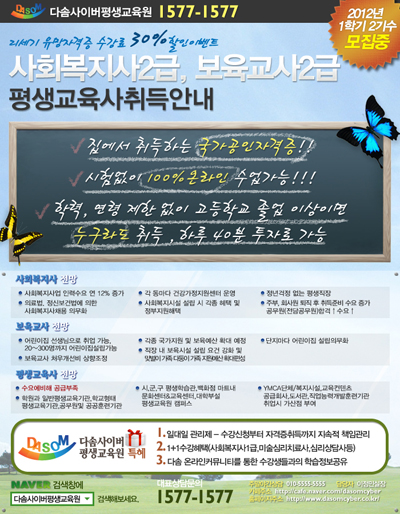 DASOM 다솜사이버평생교육원 1577-1577
2012년
1학기 2기수
모집중
21세기 유망자격증 수강료 30%할인이벤트
사회복지사2급, 보육교사2급
평생교육사취득안내
집에서 취득하는 국가공인자격증!!
시험없이 100%온라인 수업가능!!!
학력, 연령 제한 없이 고등학교 졸업 이상이면
누구라도 취득, 하루 40분 투자로 가능
사회복지사 전망
사회복지사업 인력수요 연 12% 증가
의료법, 정신보건법에 의한
사회복지사채용 의무화
각 동마다 건강가정지원센터 운영
사회복지시설 설립 시 각종 혜택 및
정부지원혜택
정년걱정 없는 평생직장
주부, 회사원 퇴직 후 취득준비 수요 증가
공무원(전담공무원)합격! 수요!
보육교사 전망
어린이집 선생님으로 취업 가능,
20~300명까지 어린이집설립가능
보육교사 처우개선비 상향조정
각종 국가지원 및 보육예산 확대 예정
직장 내 보육시설 설립 요건 강화 및
맞벌이 가족 대등이 가족 지원예산 확대편성
단지마다 어린이집 설립의무화
평생교육사 전망
수요에비해 공급부족
학원과 일반평생교육기관,학교형태
평생교육기관,공무원및 공공훈련기관
시,군,구 평생학습관,백화점 마트내
문화센터&교육센터,대학부설
평생교육원 캠퍼스
YMCA단체/복지시설,교육컨텐츠
공급회사,도서관,직업능력개발훈련기관
취업시 가산점 부여
DASOM 다솜사이버
평생교육원 특혜
1.일대일 관리제 – 수강신청부터 자격증취득까지 지속적 책임관리
2.1+1수강혜택(사회복지사1급,미술심리치료사,심리상담사등)
3.다솜 온라인커뮤니티를 통한 수강생들과의 학습정보공유
NAVER 검색창에
다솜사이버평생교육원 검색해보세요.
대표상담문의
1577-1577